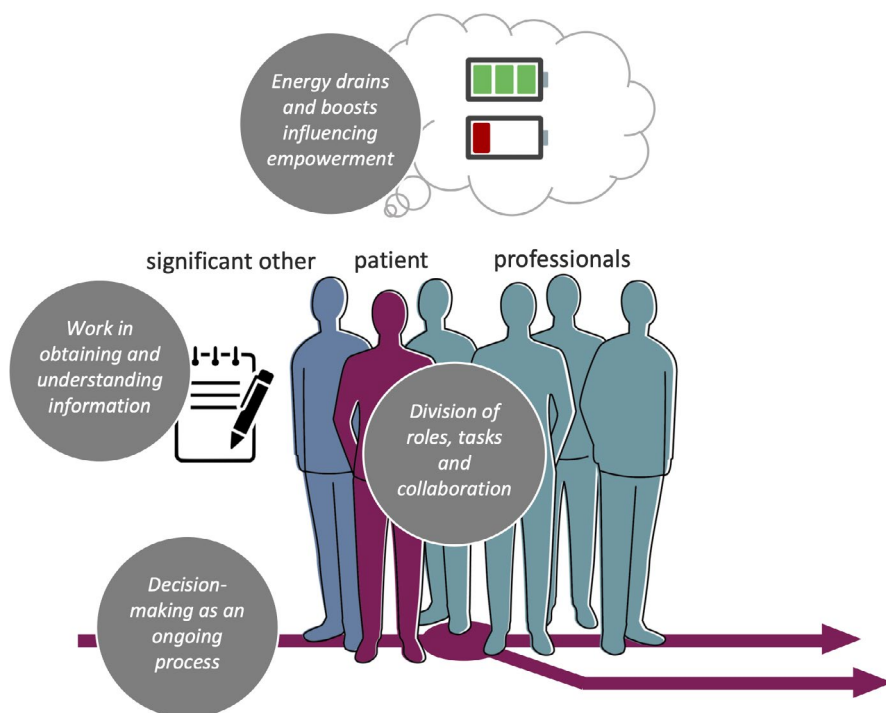 Energy drains
and boosts
influencing
empowerment
significant other
patient
professionals
Work in
obtaining and
understanding
information
Division of
roles, tasks
and
collaboration
Decision-
making as an
ongoing
process